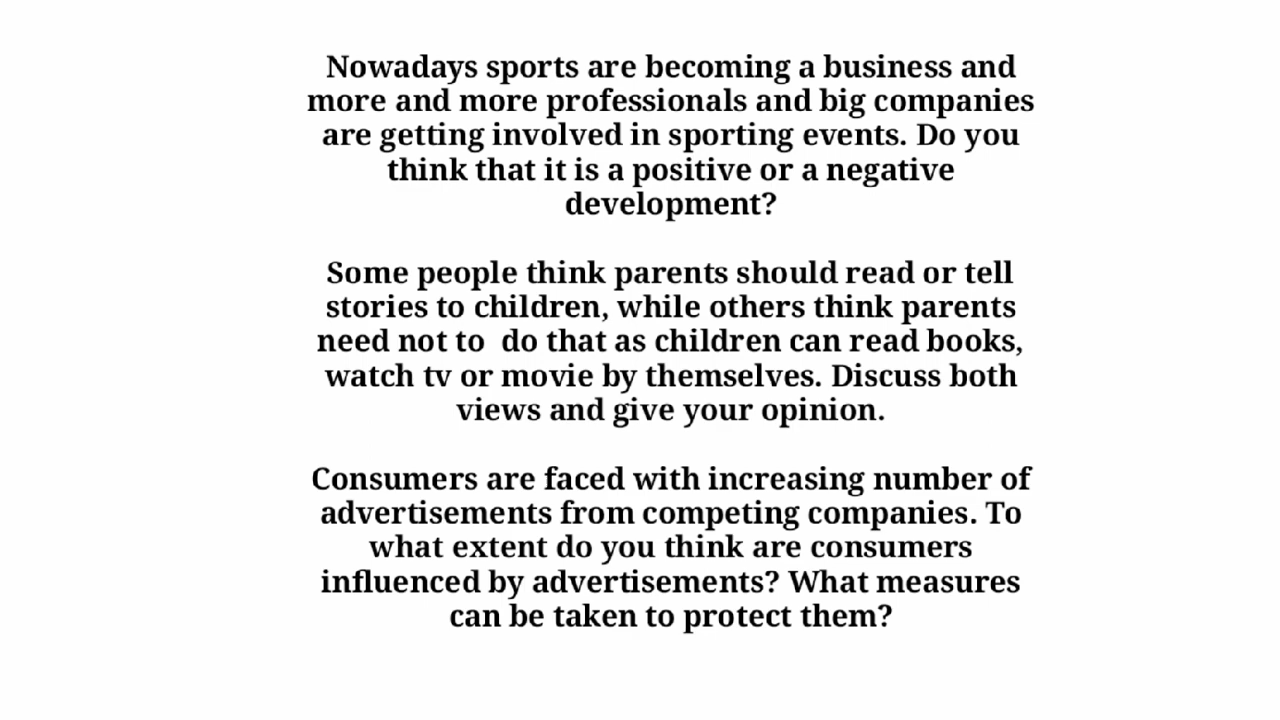 Nowadays sports are becoming a business and
more and more professionals and big companies
are getting involved in sporting events. Do you
think that it is a positive or a negative
development?
Some people think parents should read or tell
stories to children, while others think parents
need not to  do that as children can read books,
watch tv or movie by themselves. Discuss both
views and give your opinion.
Consumers are faced with increasing number of
advertisements from competing companies. To
what extent do you think are consumers
influenced by advertisements? What measures
can be taken to protect them?